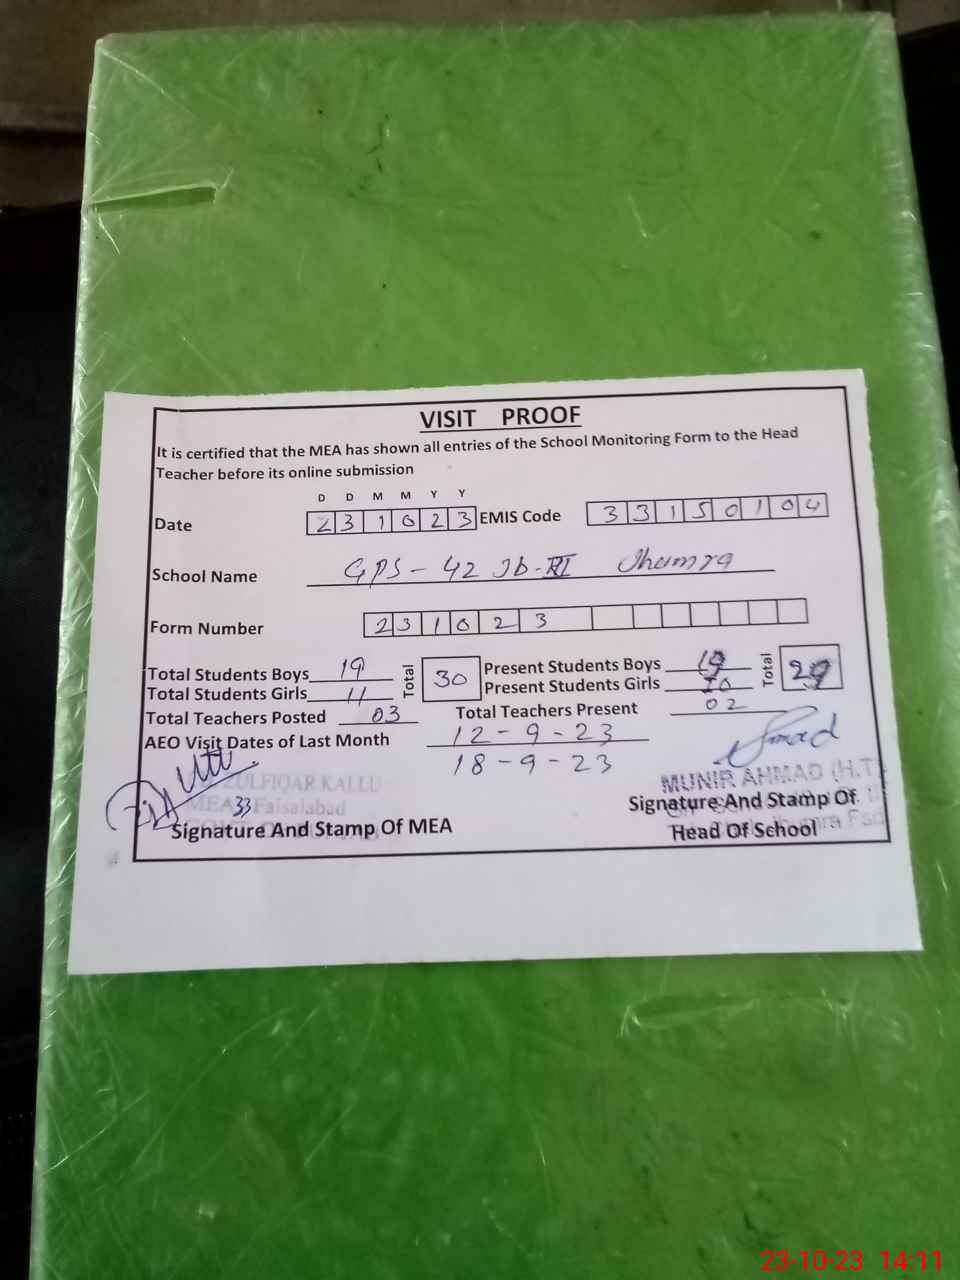 VISIT PROOF
It is certified that the MEA has shown all entries of the School Monitoring Form to the Head
Teacher before its online submission
D D M M Y Y
Date 2 3 1 0 2 3 EMIS Code 3 3 1 5 0 1 0 4
School Name GPS - 42 Jb-III Jhumra
Form Number 2 3 1 0 2 3
Total Students Boys 19 Total 30 Present Students Boys 19 Total 29
Total Students Girls 11 Present Students Girls 10
Total Teachers Posted 03 Total Teachers Present 02
AEO Visit Dates of Last Month 12-9-23
18-9-23
ZULFIQAR KALLU MUNIR AHMAD (H.T)
MEA 33 Faisalabad
Signature And Stamp Of MEA Signature And Stamp Of
Head Of School
23-10-23 14:11